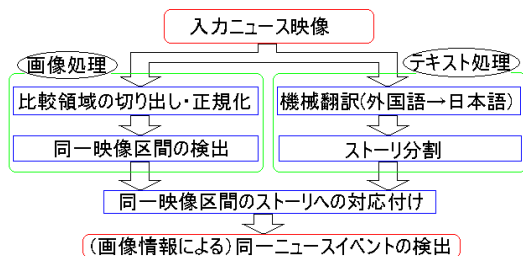 入力ニュース映像
画像処理
テキスト処理
比較領域の切り出し・正規化
機械翻訳(外国語→日本語)
同一映像区間の検出
ストーリ分割
同一映像区間のストーリへの対応付け
(画像情報による)同一ニュースイベントの検出